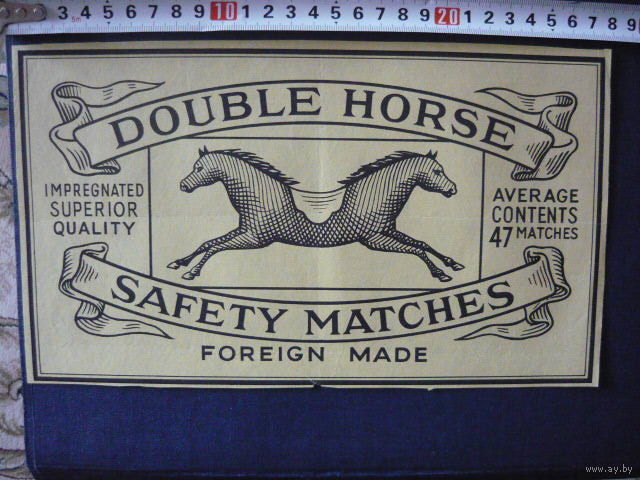 3 4 5 6 7 8 9 10 1 2 3 4 5 6 7 8 9 20 1 2 3 4 5 6 7 8 9
5m
DOUBLE HORSE
IMPREGNATED
SUPERIOR
QUALITY
AVERAGE
CONTENTS
47 MATCHES
SAFETY MATCHES
FOREIGN MADE
www.ay.by